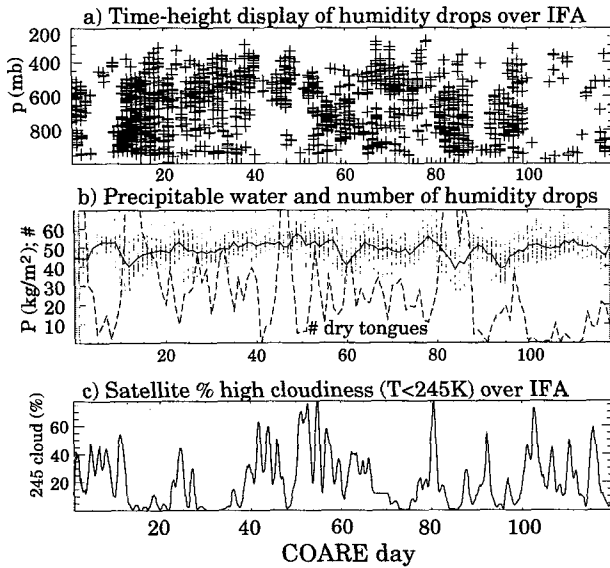 a) Time-height display of humidity drops over IFA
200
400
600
800
p (mb)
20 40 60 80 100
b) Precipitable water and number of humidity drops
60
50
40
30
20
10
P (kg/m2); #
# dry tongues
20 40 60 80 100
c) Satellite % high cloudiness (T<245K) over IFA
60
40
20
245 cloud (%)
20 40 60 80 100
COARE day